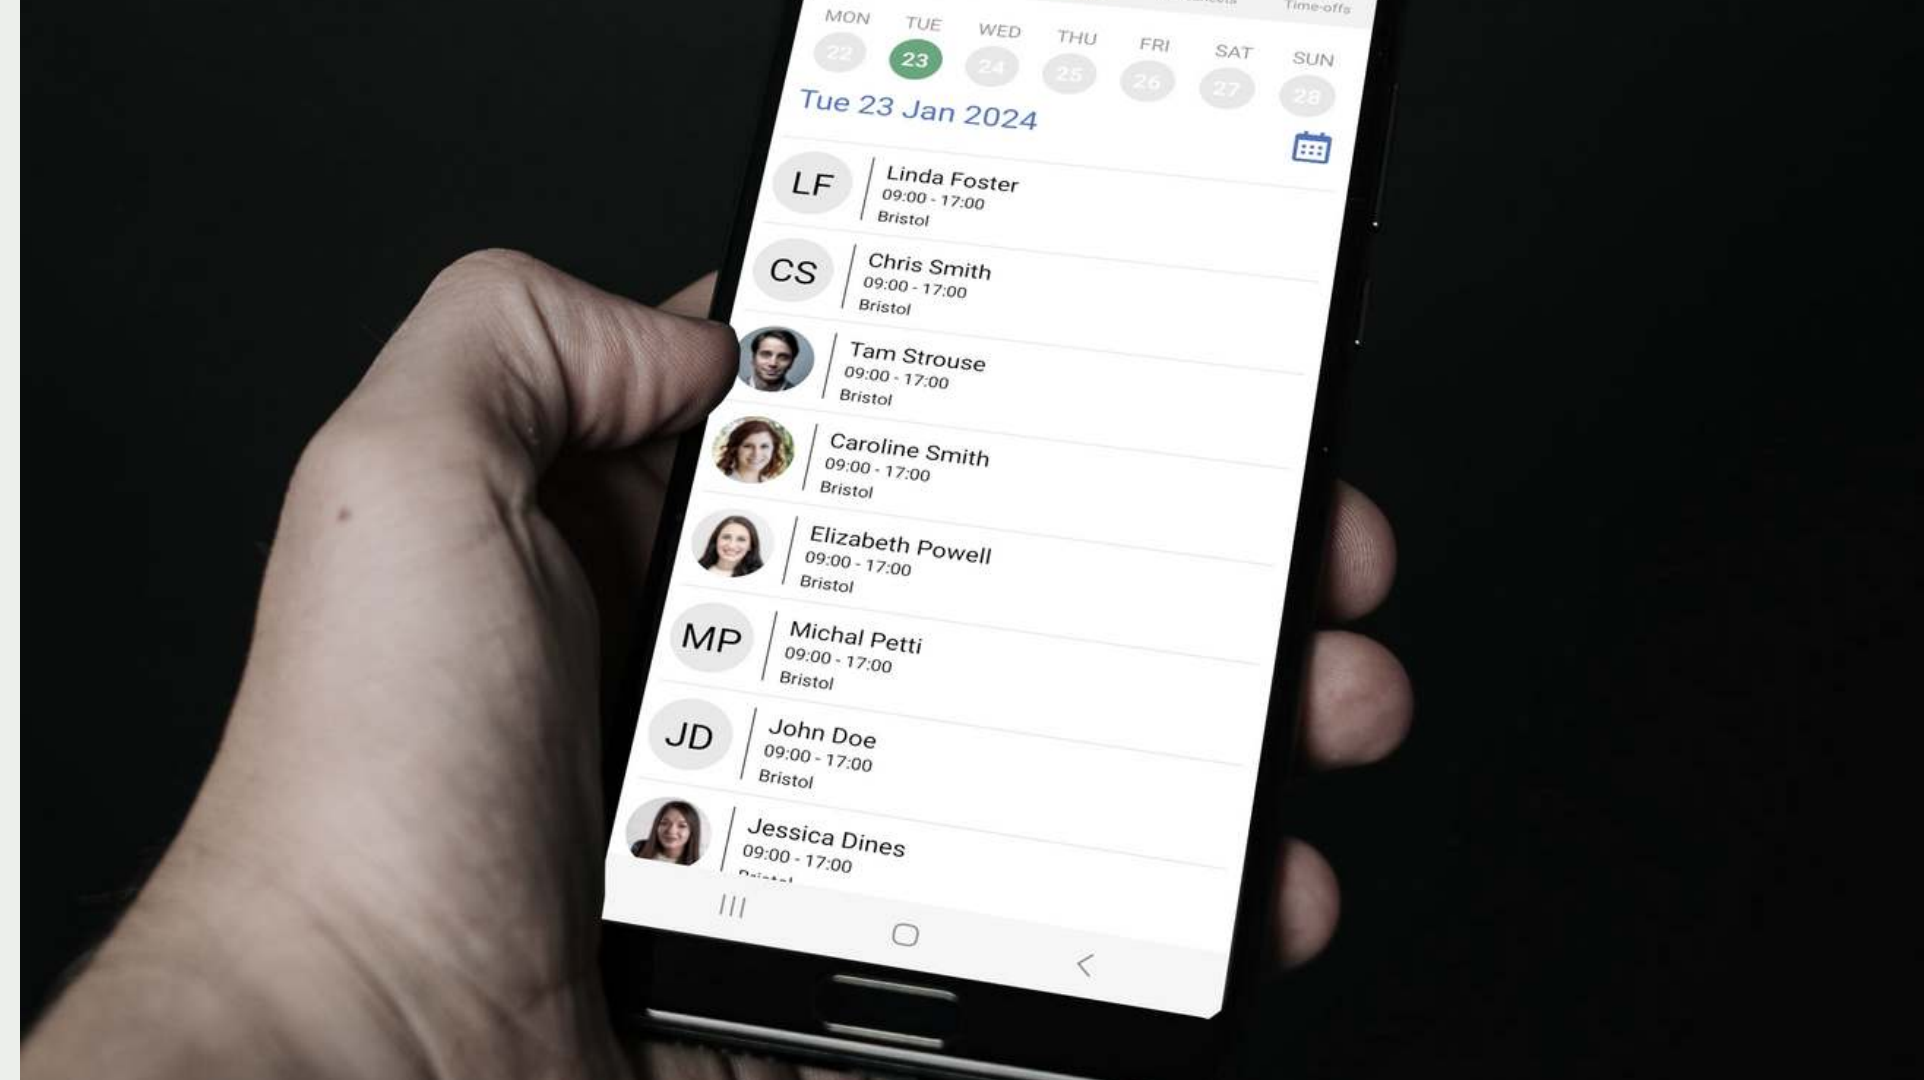 Time-offs
MON TUE WED THU FRI SAT SUN
22 23 24 25 26 27 28
Tue 23 Jan 2024
LF
Linda Foster
09:00 - 17:00
Bristol
CS
Chris Smith
09:00 - 17:00
Bristol
Tam Strouse
09:00 - 17:00
Bristol
Caroline Smith
09:00 - 17:00
Bristol
Elizabeth Powell
09:00 - 17:00
Bristol
MP
Michal Petti
09:00 - 17:00
Bristol
JD
John Doe
09:00 - 17:00
Bristol
Jessica Dines
09:00 - 17:00